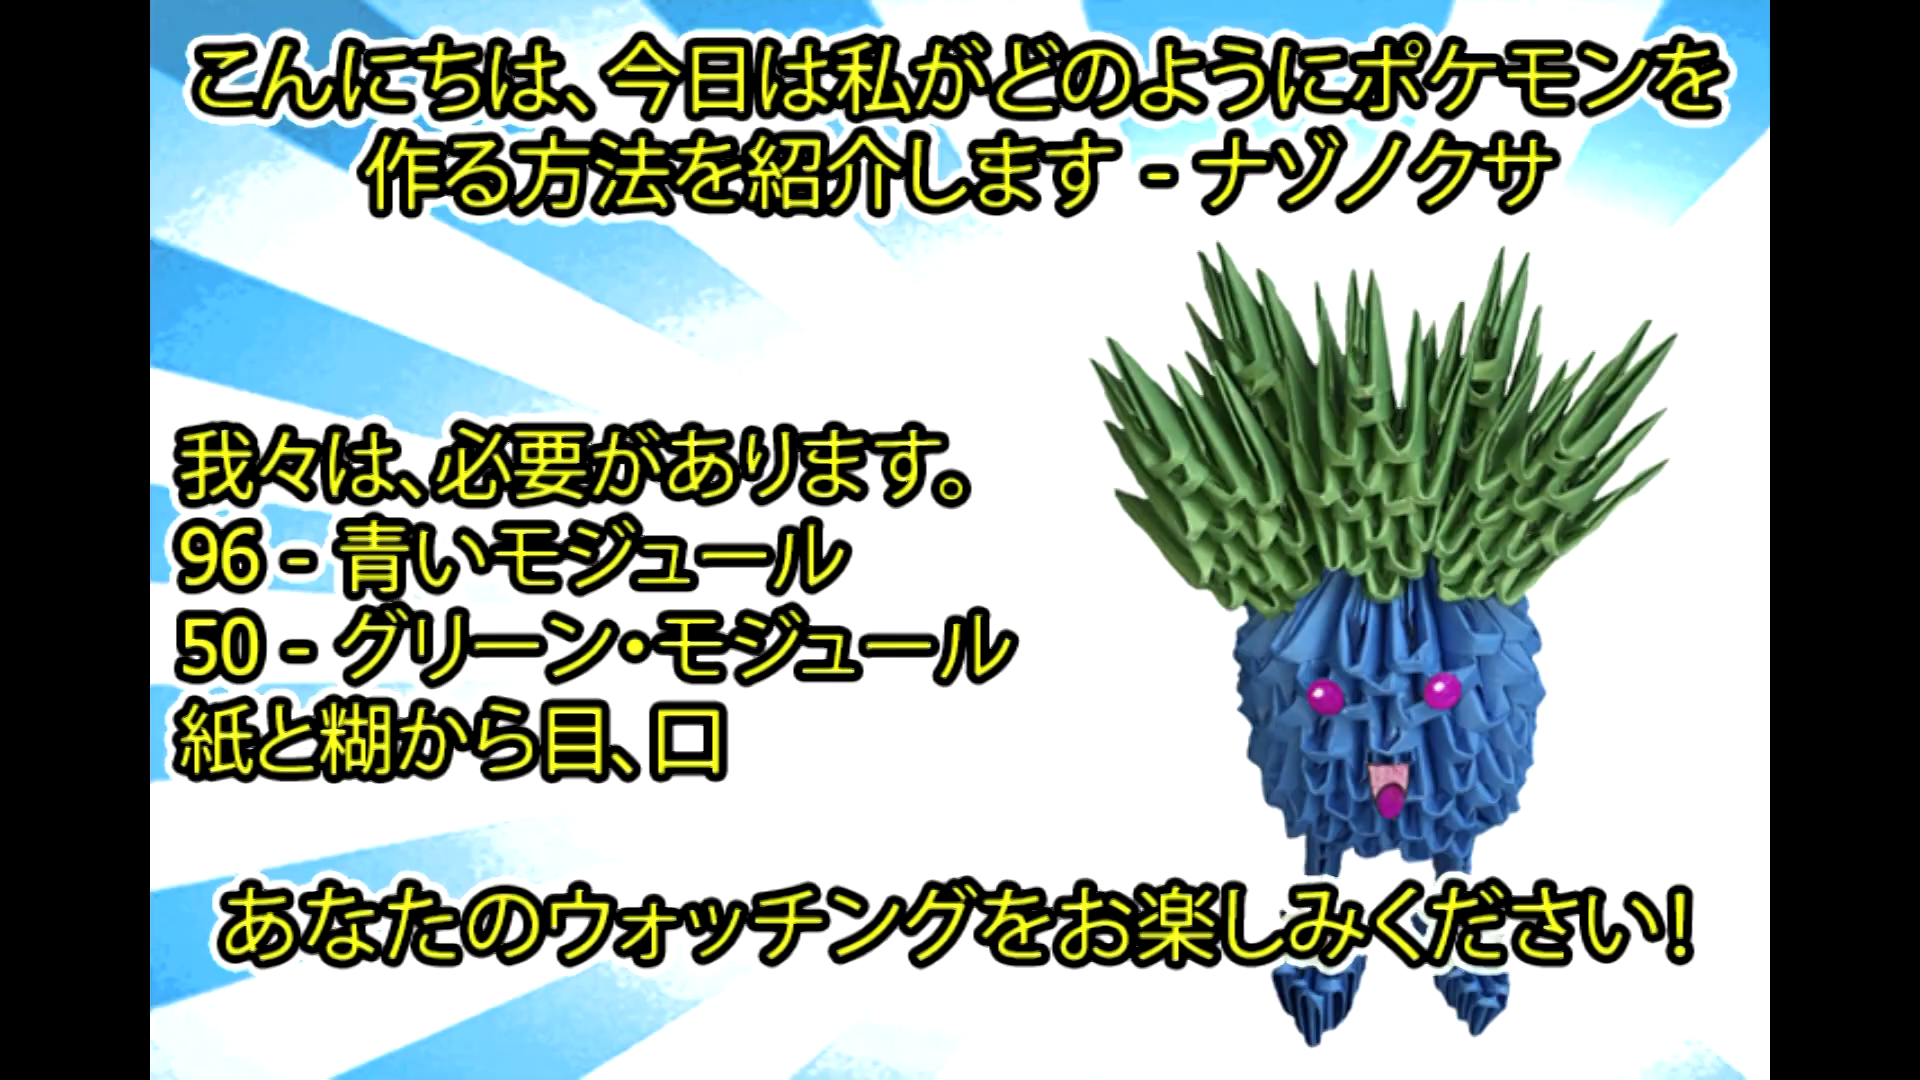 こんにちは、今日は私がどのようにポケモンを
作る方法を紹介します - ナゾノクサ
我々は、必要があります。
96 - 青いモジュール
50 - グリーン・モジュール
紙と糊から目、口
あなたのウォッチングをお楽しみください!